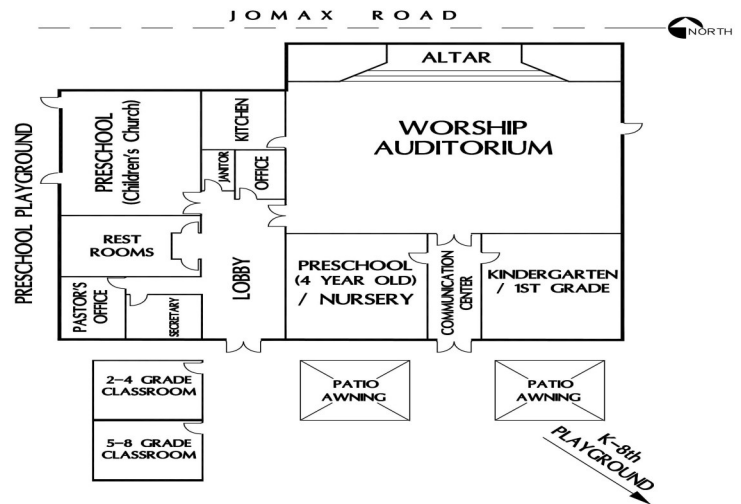 JOMAX ROAD
NORTH
ALTAR
WORSHIP
AUDITORIUM
KITCHEN
JANITOR
OFFICE
PRESCHOOL
(Children's Church)
PRESCHOOL PLAYGROUND
REST
ROOMS
LOBBY
PASTOR'S
OFFICE
SECRETARY
PRESCHOOL
(4 YEAR OLD)
/ NURSERY
COMMUNICATION
CENTER
KINDERGARTEN
/ 1ST GRADE
2-4 GRADE
CLASSROOM
5-8 GRADE
CLASSROOM
PATIO
AWNING
PATIO
AWNING
K-8th
PLAYGROUND